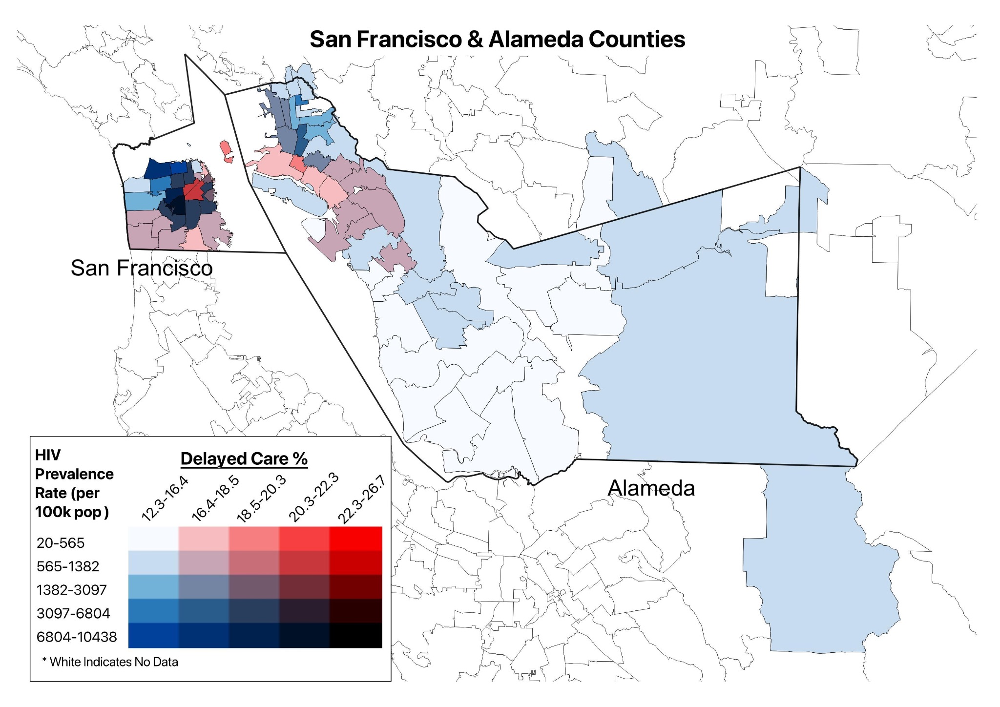 San Francisco & Alameda Counties
San Francisco
Alameda
HIV
Prevalence
Rate (per
100k pop )
Delayed Care %
12.3-16.4
16.4-18.5
18.5-20.3
20.3-22.3
22.3-26.7
20-565
565-1382
1382-3097
3097-6804
6804-10438
* White Indicates No Data